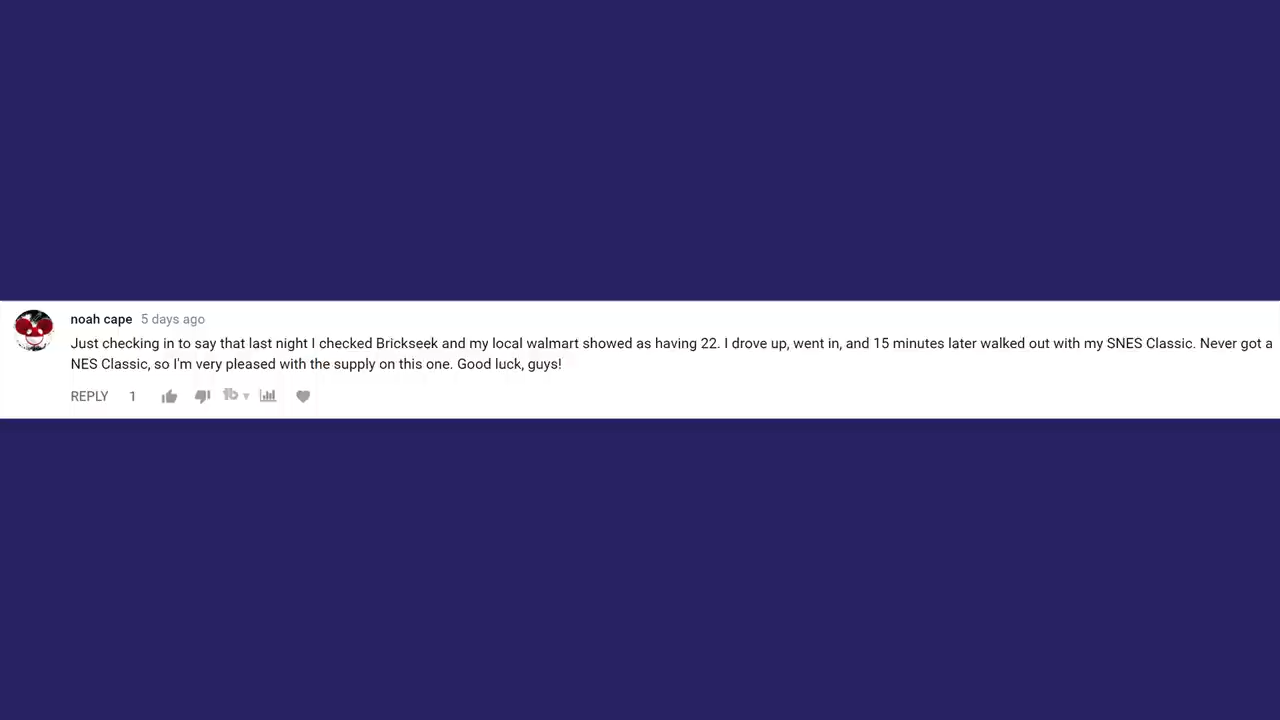 noah cape 5 days ago
Just checking in to say that last night I checked Brickseek and my local walmart showed as having 22. I drove up, went in, and 15 minutes later walked out with my SNES Classic. Never got a
NES Classic, so I'm very pleased with the supply on this one. Good luck, guys!
REPLY 1